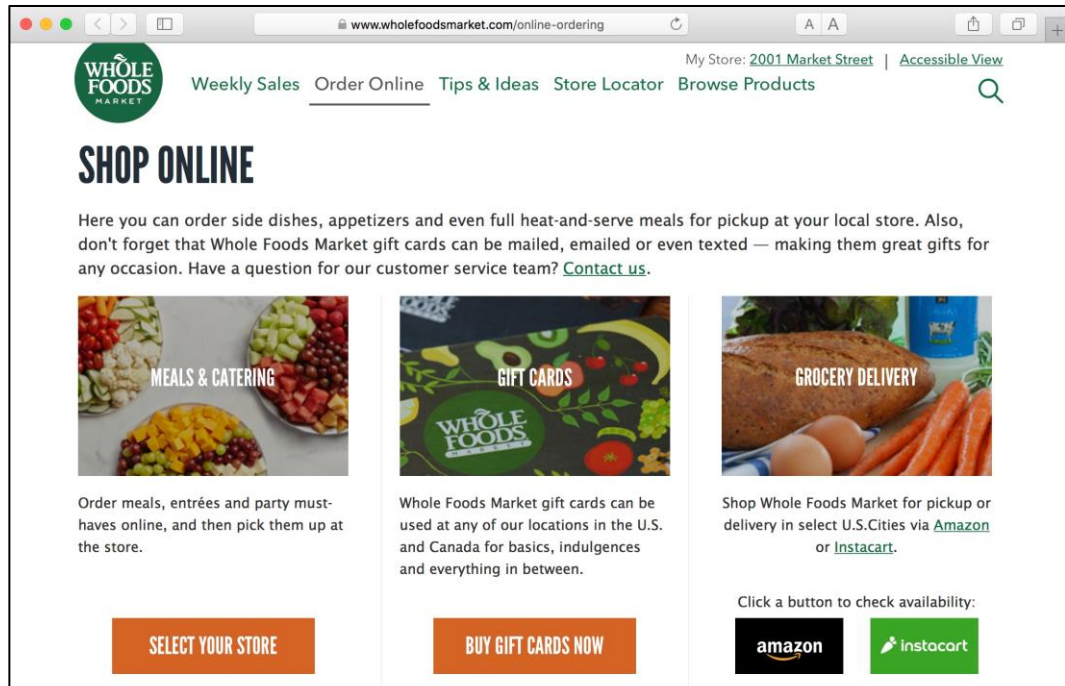 www.wholefoodsmarket.com/online-ordering
A A
WHOLE
FOODS
MARKET
My Store: 2001 Market Street | Accessible View
Weekly Sales Order Online Tips & Ideas Store Locator Browse Products
SHOP ONLINE
Here you can order side dishes, appetizers and even full heat-and-serve meals for pickup at your local store. Also,
don't forget that Whole Foods Market gift cards can be mailed, emailed or even texted — making them great gifts for
any occasion. Have a question for our customer service team? Contact us.
MEALS & CATERING
FOODS
GIFT CARDS
WHOLE
FOODS
MARKET
GROCERY DELIVERY
Order meals, entrées and party must-
haves online, and then pick them up at
the store.
Whole Foods Market gift cards can be
used at any of our locations in the U.S.
and Canada for basics, indulgences
and everything in between.
Shop Whole Foods Market for pickup or
delivery in select U.S.Cities via Amazon
or Instacart.
Click a button to check availability:
SELECT YOUR STORE
BUY GIFT CARDS NOW
amazon
instacart